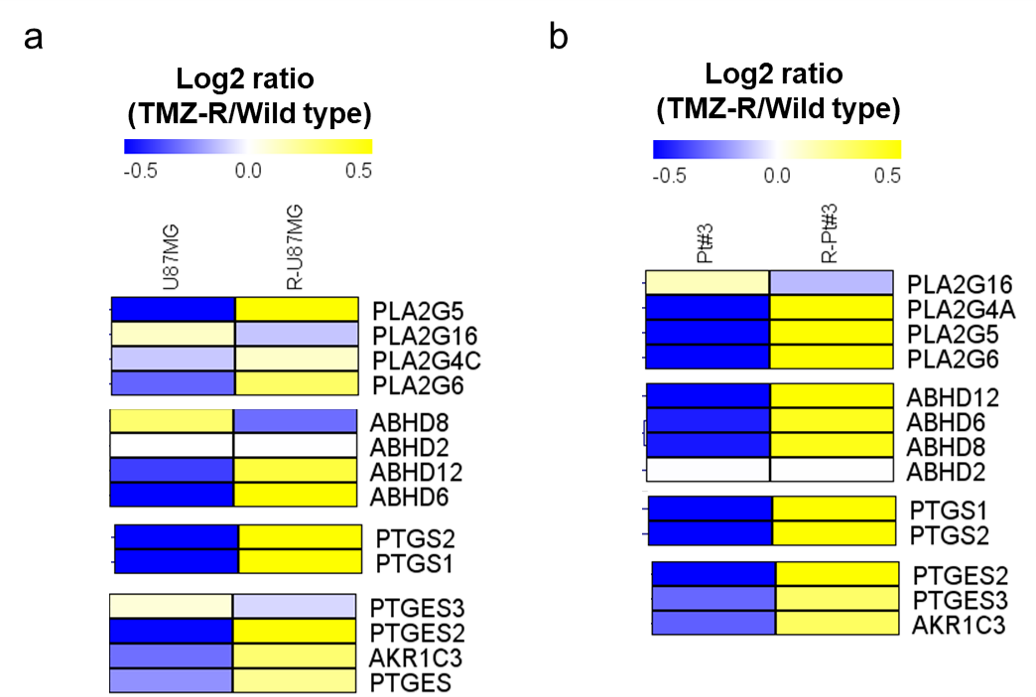 a
Log2 ratio
(TMZ-R/Wild type)
-0.5 0.0 0.5
U87MG
R-U87MG
PLA2G5
PLA2G16
PLA2G4C
PLA2G6
ABHD8
ABHD2
ABHD12
ABHD6
PTGS2
PTGS1
PTGES3
PTGES2
AKR1C3
PTGES
b
Log2 ratio
(TMZ-R/Wild type)
-0.5 0.0 0.5
Pt#3
R-Pt#3
PLA2G16
PLA2G4A
PLA2G5
PLA2G6
ABHD12
ABHD6
ABHD8
ABHD2
PTGS1
PTGS2
PTGES2
PTGES3
AKR1C3